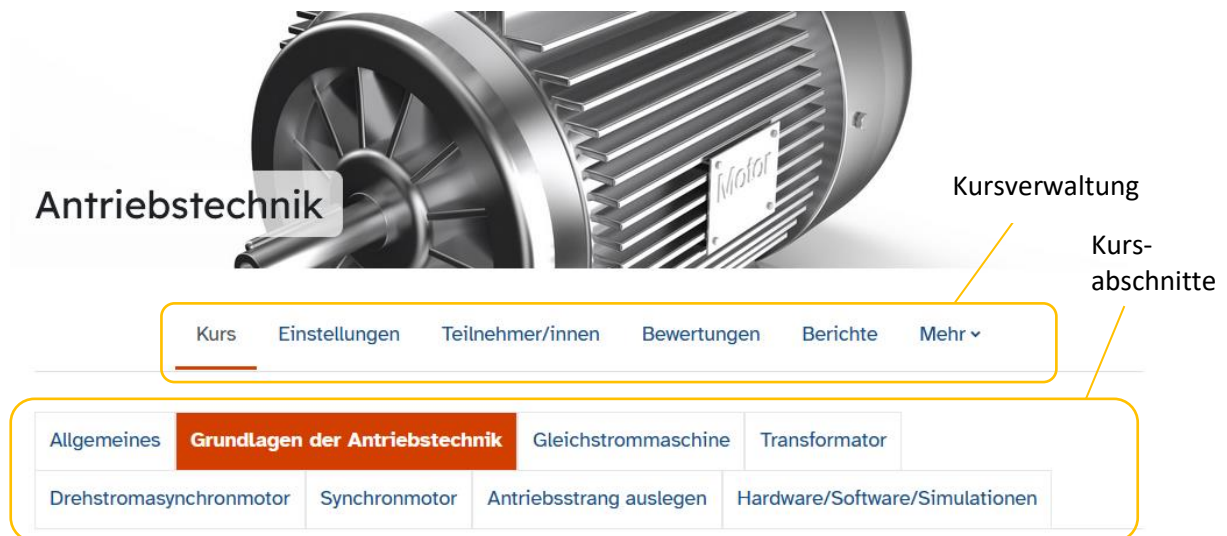 Motor
Antriebstechnik
Kursverwaltung
Kurs-
abschnitte
Kurs Einstellungen Teilnehmer/innen Bewertungen Berichte Mehr
Allgemeines Grundlagen der Antriebstechnik Gleichstrommaschine Transformator
Drehstromasynchronmotor Synchronmotor Antriebsstrang auslegen Hardware/Software/Simulationen